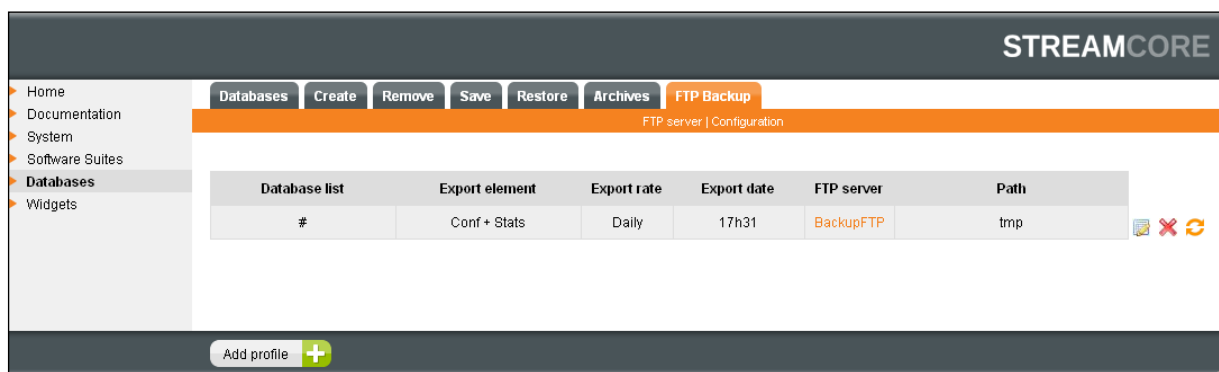 STREAMCORE
Home
Documentation
System
Software Suites
Databases
Widgets
Databases Create Remove Save Restore Archives FTP Backup
FTP server | Configuration
Database list Export element Export rate Export date FTP server Path
# Conf + Stats Daily 17h31 BackupFTP tmp
Add profile